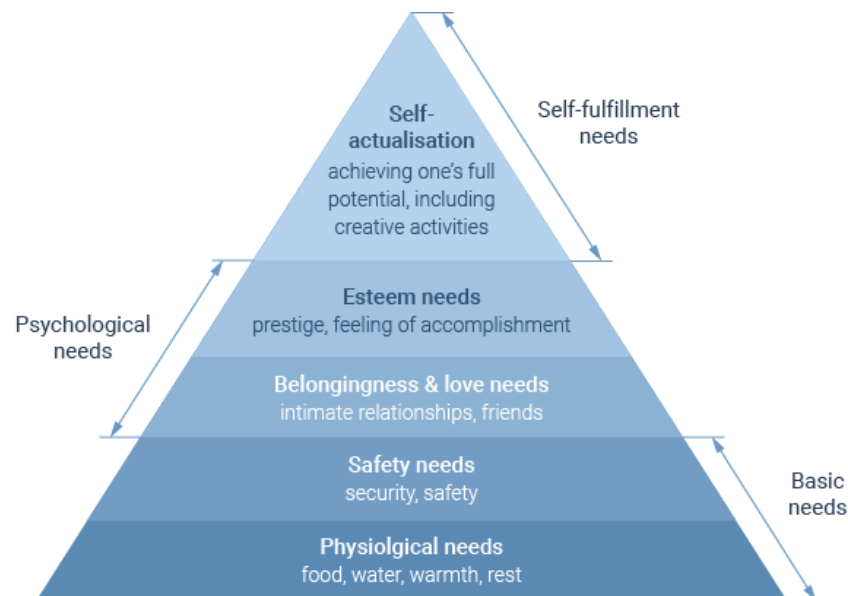 Self-
actualisation
achieving one’s full
potential, including
creative activities
Self-fulfillment
needs
Esteem needs
prestige, feeling of accomplishment
Psychological
needs
Belongingness & love needs
intimate relationships, friends
Safety needs
security, safety
Basic
needs
Physiolgical needs
food, water, warmth, rest